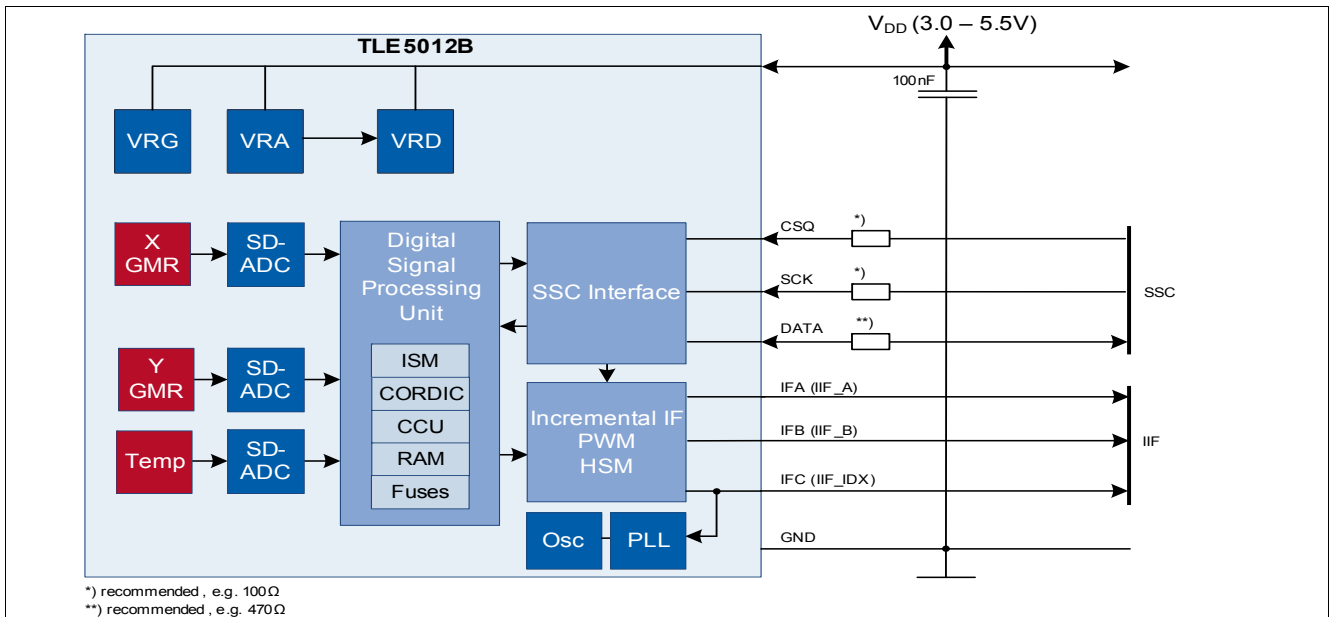 V_DD (3.0 – 5.5V)
TLE5012B
100nF
VRG
VRA
VRD
CSQ
*)
X
GMR
SD-
ADC
Digital
Signal
Processing
Unit
SSC Interface
SCK
*)
SSC
DATA
**)
Y
GMR
SD-
ADC
ISM
CORDIC
CCU
RAM
Fuses
Incremental IF
PWM
HSM
IFA (IIF_A)
IFB (IIF_B)
IIF
Temp
SD-
ADC
IFC (IIF_IDX)
Osc
PLL
GND
*) recommended , e.g. 100Ω
**) recommended , e.g. 470Ω